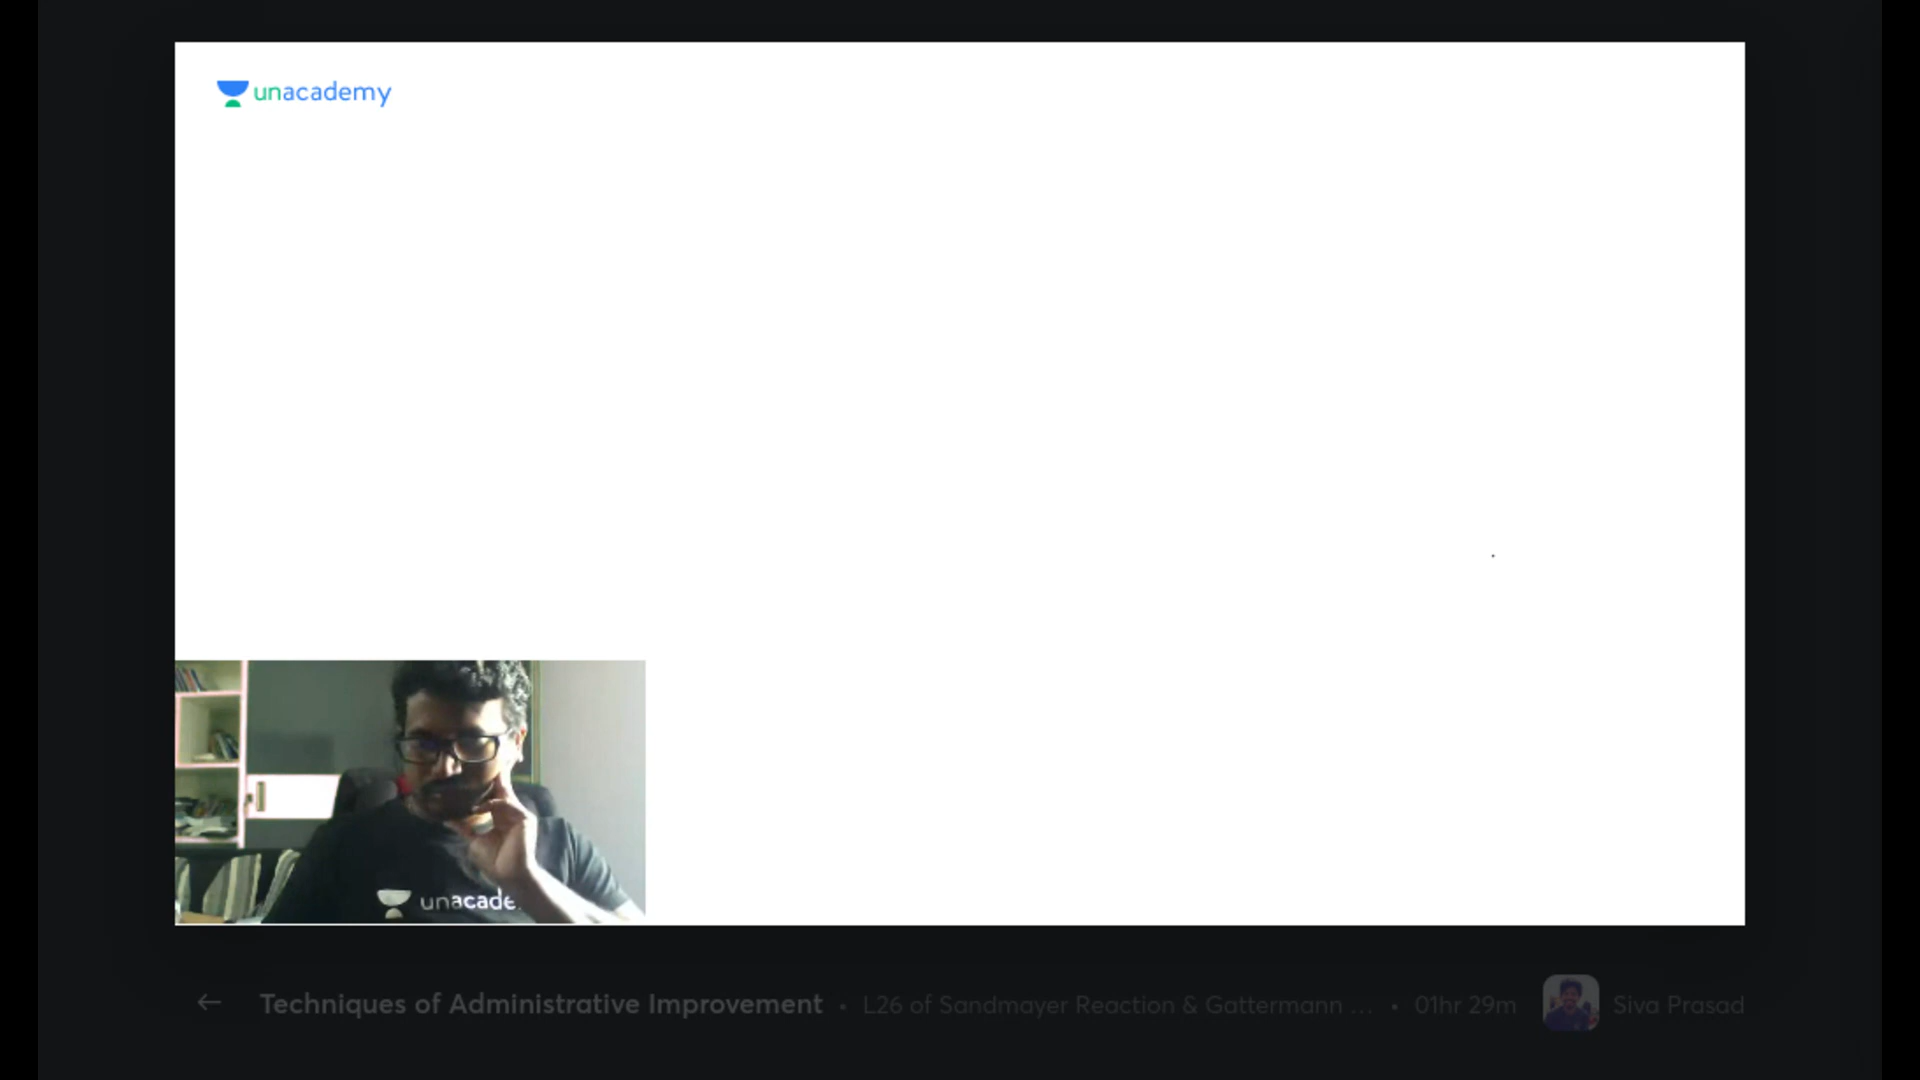 unacademy
unacade
Techniques of Administrative Improvement • L26 of Sandmayer Reaction & Gattermann ... • 01hr 29m Siva Prasad